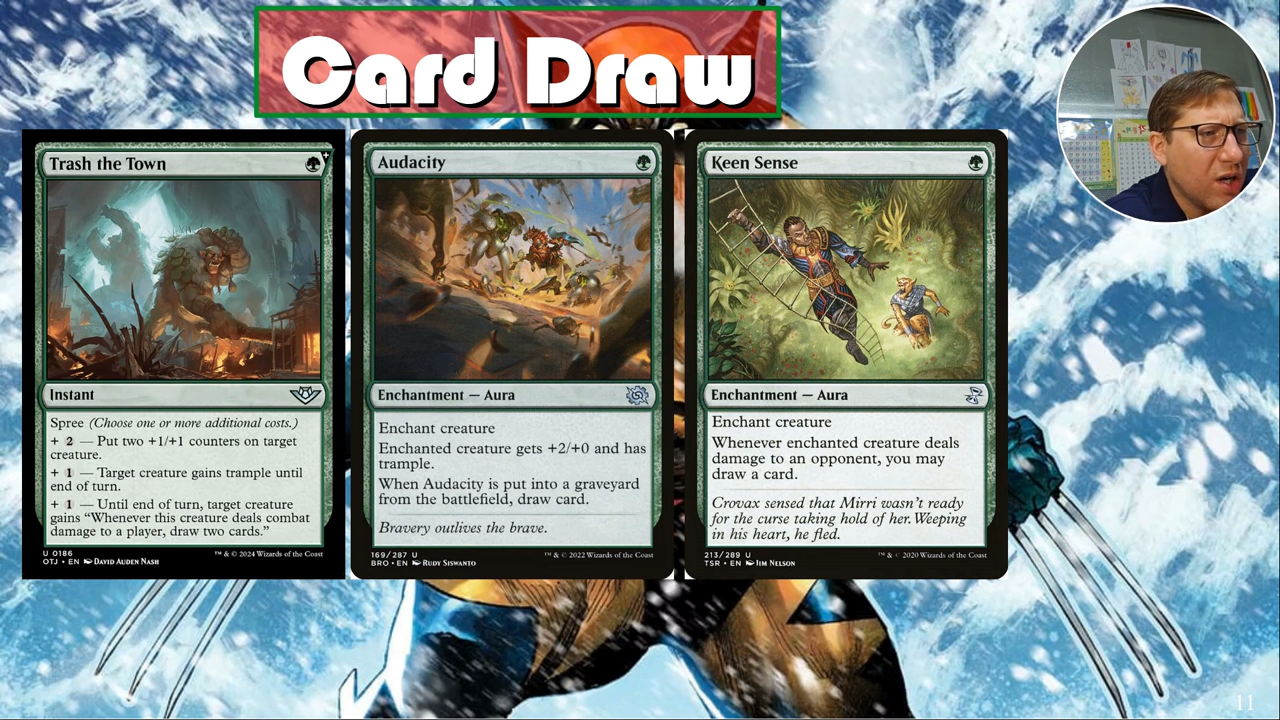 Card Draw
Trash the Town
Instant
Spree (Choose one or more additional costs.)
+ 2 — Put two +1/+1 counters on target
creature.
+ 1 — Target creature gains trample until
end of turn.
+ 1 — Until end of turn, target creature
gains “Whenever this creature deals combat
damage to a player, draw two cards.”
U 0186
OTJ • EN DAVID AUDEN NASH
™ & © 2024 Wizards of the Coast
Audacity
Enchantment — Aura
Enchant creature
Enchanted creature gets +2/+0 and has
trample.
When Audacity is put into a graveyard
from the battlefield, draw card.
Bravery outlives the brave.
169/287 U
BRO • EN RUDY SISWANTO
™ & © 2022 Wizards of the Coast
Keen Sense
Enchantment — Aura
Enchant creature
Whenever enchanted creature deals
damage to an opponent, you may
draw a card.
Crovax sensed that Mirri wasn't ready
for the curse taking hold of her. Weeping
in his heart, he fled.
213/289 U
TSR • EN JIM NELSON
™ & © 2020 Wizards of the Coast
11